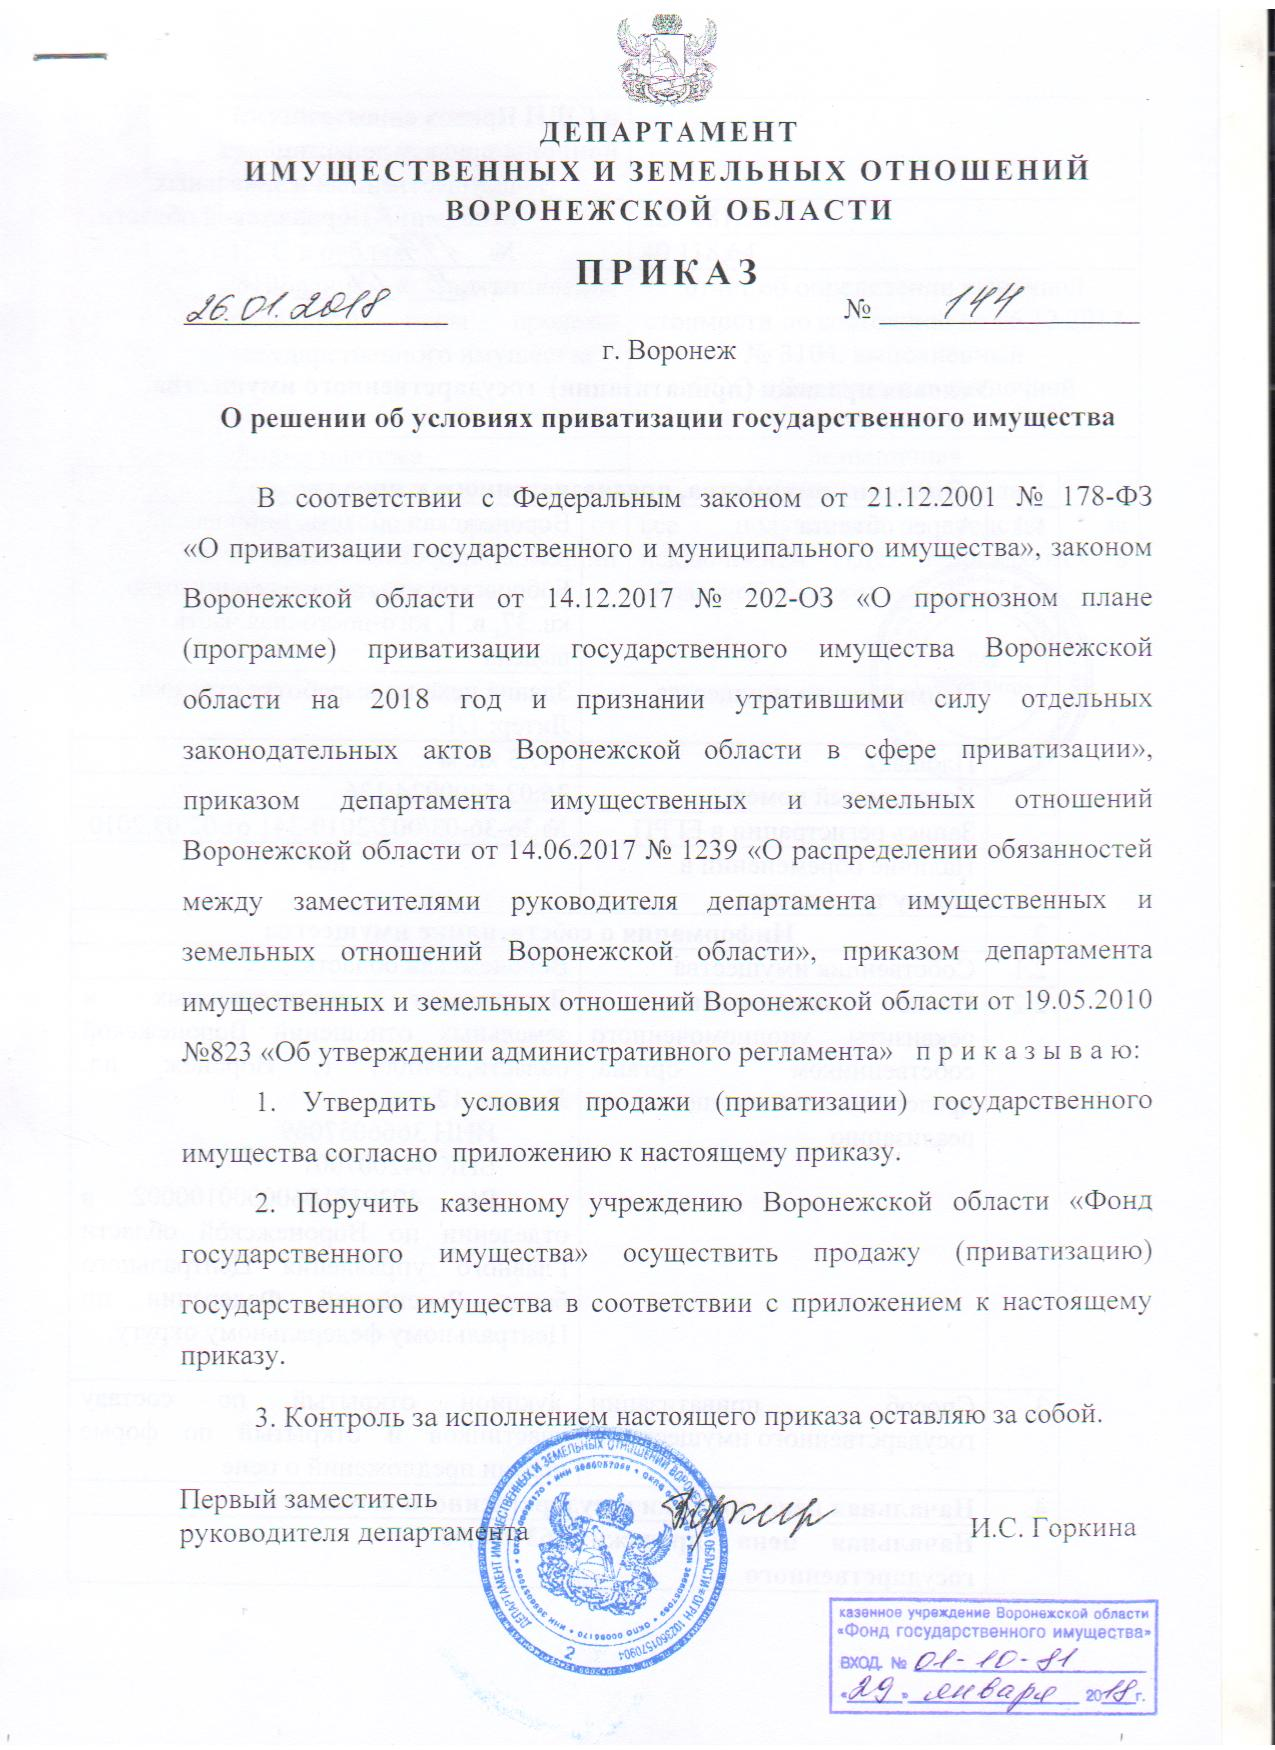 ДЕПАРТАМЕНТ
ИМУЩЕСТВЕННЫХ И ЗЕМЕЛЬНЫХ ОТНОШЕНИЙ
ВОРОНЕЖСКОЙ ОБЛАСТИ
ПРИКАЗ
26.01.2018 № 144
г. Воронеж
О решении об условиях приватизации государственного имущества
В соответствии с Федеральным законом от 21.12.2001 № 178-ФЗ
«О приватизации государственного и муниципального имущества», законом
Воронежской области от 14.12.2017 № 202-ОЗ «О прогнозном плане
(программе) приватизации государственного имущества Воронежской
области на 2018 год и признании утратившими силу отдельных
законодательных актов Воронежской области в сфере приватизации»,
приказом департамента имущественных и земельных отношений
Воронежской области от 14.06.2017 № 1239 «О распределении обязанностей
между заместителями руководителя департамента имущественных и
земельных отношений Воронежской области», приказом департамента
имущественных и земельных отношений Воронежской области от 19.05.2010
№823 «Об утверждении административного регламента» п р и к а з ы в а ю:
1. Утвердить условия продажи (приватизации) государственного
имущества согласно приложению к настоящему приказу.
2. Поручить казенному учреждению Воронежской области «Фонд
государственного имущества» осуществить продажу (приватизацию)
государственного имущества в соответствии с приложением к настоящему
приказу.
3. Контроль за исполнением настоящего приказа оставляю за собой.
Первый заместитель
руководителя департамента И.С. Горкина
ДЕПАРТАМЕНТ ИМУЩЕСТВЕННЫХ И ЗЕМЕЛЬНЫХ ОТНОШЕНИЙ ВОРОНЕЖСКОЙ ОБЛАСТИ
2
казенное учреждение Воронежской области
«Фонд государственного имущества»
ВХОД. № 01-10-81
«29» января 2018 г.